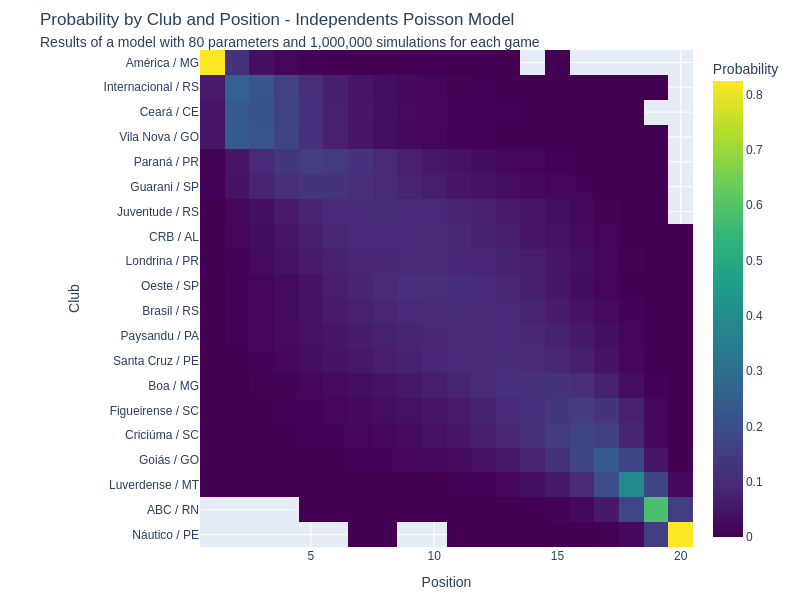 Probability by Club and Position - Independents Poisson Model
Results of a model with 80 parameters and 1,000,000 simulations for each game
América / MG
Internacional / RS
Ceará / CE
Vila Nova / GO
Paraná / PR
Guarani / SP
Juventude / RS
CRB / AL
Londrina / PR
Oeste / SP
Brasil / RS
Paysandu / PA
Santa Cruz / PE
Boa / MG
Figueirense / SC
Criciúma / SC
Goiás / GO
Luverdense / MT
ABC / RN
Náutico / PE
Club
5
10
15
20
Position
Probability
0.8
0.7
0.6
0.5
0.4
0.3
0.2
0.1
0